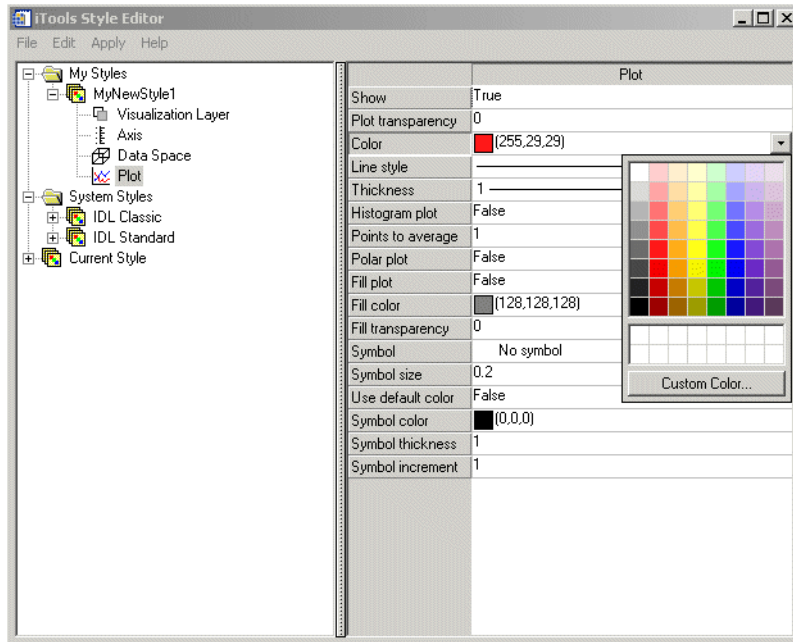 iTools Style Editor
File Edit Apply Help
My Styles
MyNewStyle1
Visualization Layer
Axis
Data Space
Plot
System Styles
IDL Classic
IDL Standard
Current Style
Plot
Show True
Plot transparency 0
Color (255,29,29)
Line style
Thickness 1
Histogram plot False
Points to average 1
Polar plot False
Fill plot False
Fill color (128,128,128)
Fill transparency 0
Symbol No symbol
Symbol size 0.2
Use default color False
Symbol color (0,0,0)
Symbol thickness 1
Symbol increment 1
Custom Color...